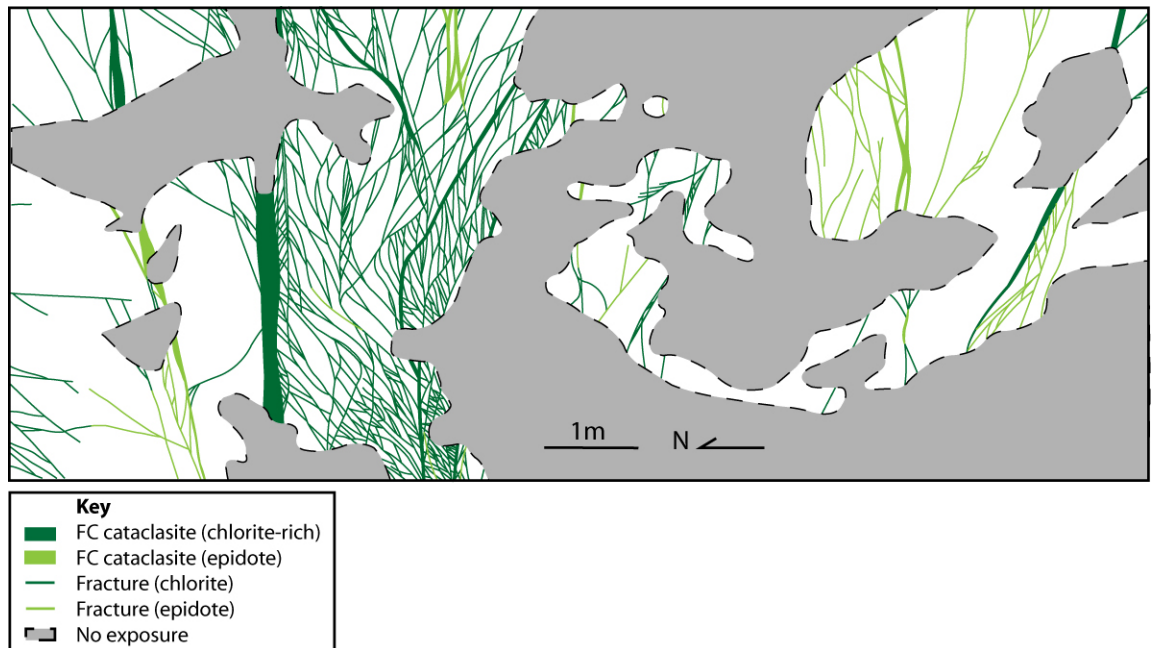 1m
N
Key
FC cataclasite (chlorite-rich)
FC cataclasite (epidote)
Fracture (chlorite)
Fracture (epidote)
No exposure